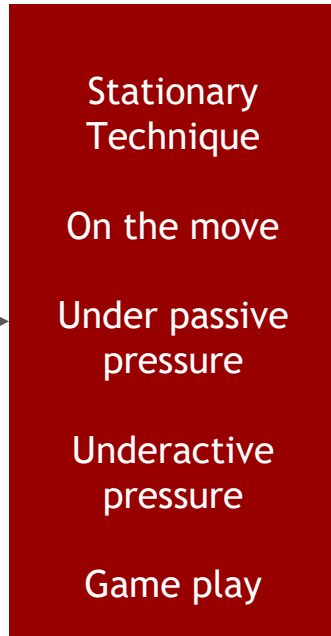 Stationary
Technique
On the move
Under passive
pressure
Underactive
pressure
Game play